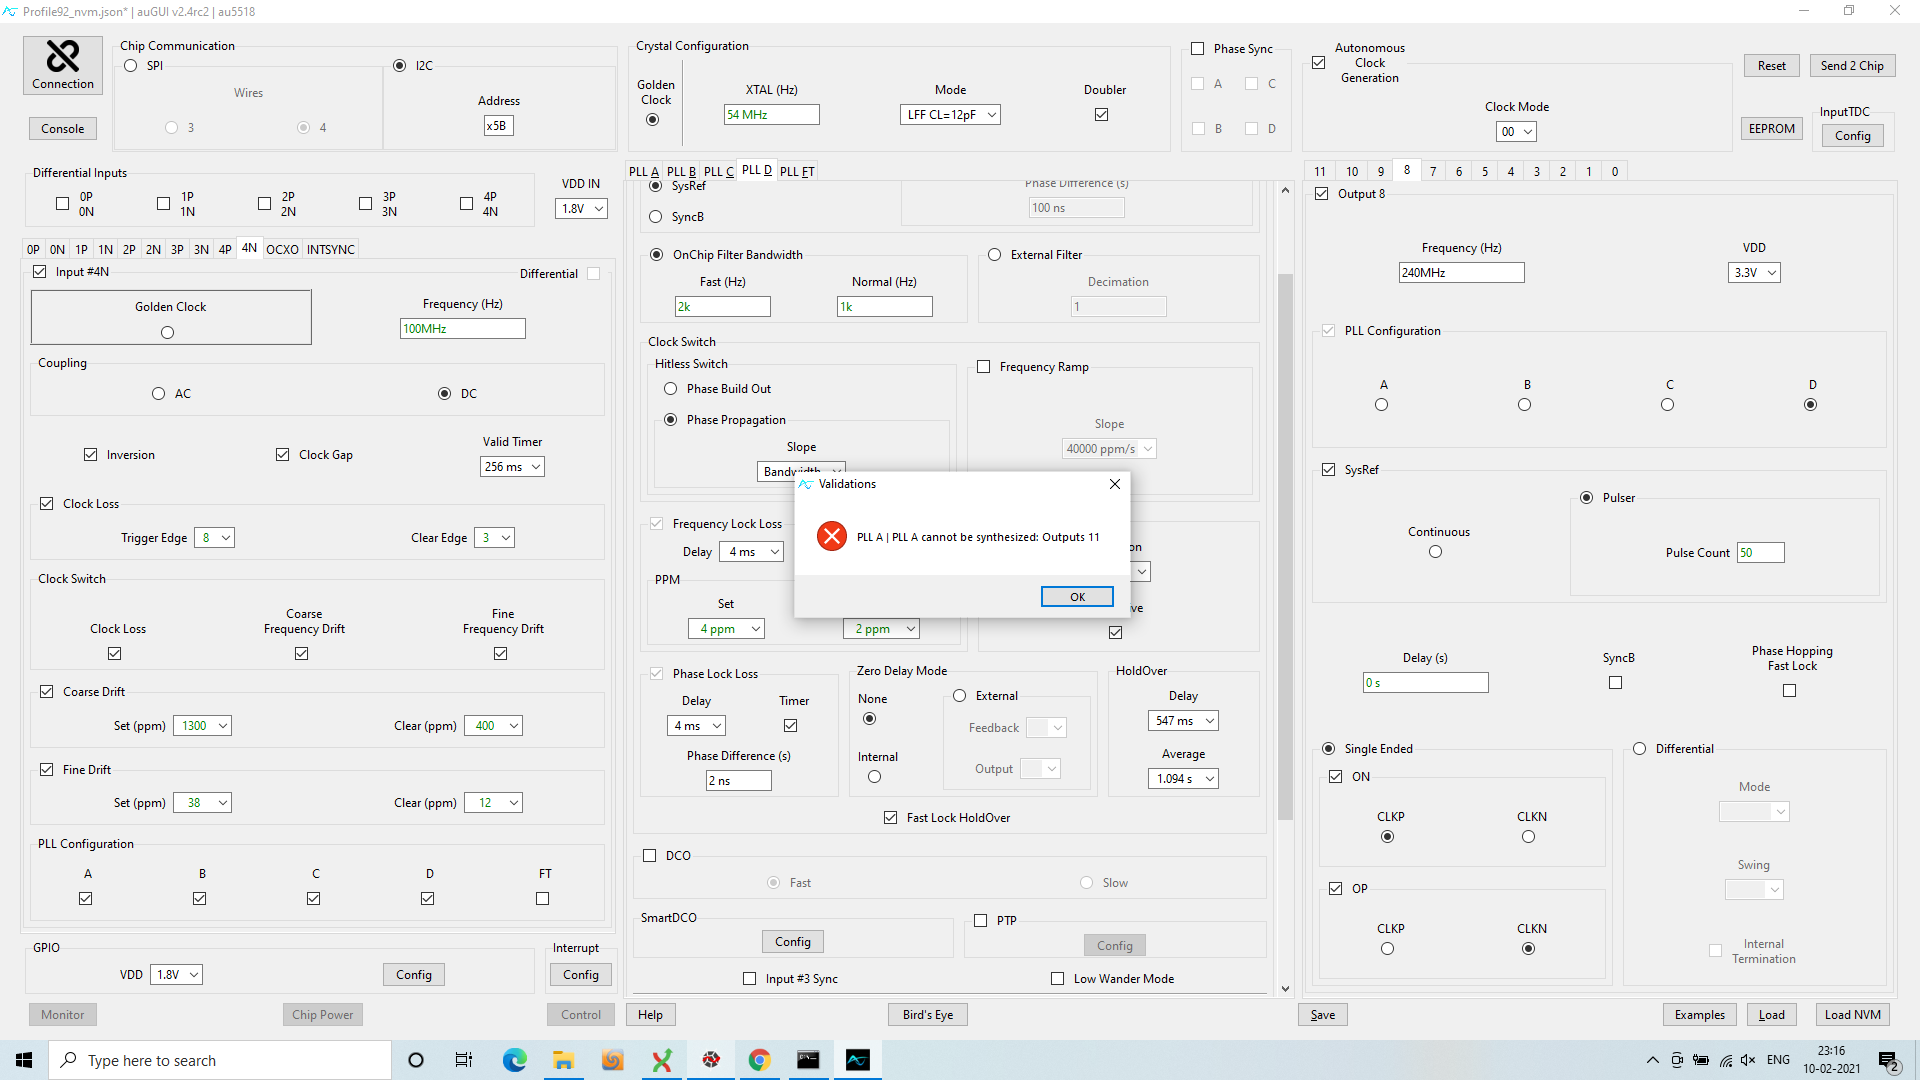 Profile92_nvm.json* | auGUI v2.4rc2 | au5518
Connection
Console
Chip Communication
SPI
Wires
3
4
I2C
Address
x5B
Crystal Configuration
Golden
Clock
XTAL (Hz)
54 MHz
Mode
LFF CL=12pF
Doubler
Phase Sync
A
C
B
D
Autonomous
Clock
Generation
Clock Mode
00
Reset
Send 2 Chip
EEPROM
InputTDC
Config
Differential Inputs
0P
0N
1P
1N
2P
2N
3P
3N
4P
4N
VDD IN
1.8V
0P 0N 1P 1N 2P 2N 3P 3N 4P 4N OCXO INTSYNC
Input #4N
Differential
Golden Clock
Frequency (Hz)
100MHz
Coupling
AC
DC
Inversion
Clock Gap
Valid Timer
256 ms
Clock Loss
Trigger Edge 8
Clear Edge 3
Clock Switch
Clock Loss
Coarse
Frequency Drift
Fine
Frequency Drift
Coarse Drift
Set (ppm) 1300
Clear (ppm) 400
Fine Drift
Set (ppm) 38
Clear (ppm) 12
PLL Configuration
A B C D FT
GPIO
VDD 1.8V
Config
Interrupt
Config
Monitor
Chip Power
Control
PLL A PLL B PLL C PLL D PLL FT
SysRef
SyncB
Phase Difference (s)
100 ns
OnChip Filter Bandwidth
Fast (Hz)
2k
Normal (Hz)
1k
External Filter
Decimation
1
Clock Switch
Hitless Switch
Phase Build Out
Phase Propagation
Slope
Bandwidth
Frequency Ramp
Slope
40000 ppm/s
Validations
PLL A | PLL A cannot be synthesized: Outputs 11
OK
Frequency Lock Loss
Delay 4 ms
PPM
Set
4 ppm
2 ppm
on
ve
Phase Lock Loss
Delay
4 ms
Timer
Phase Difference (s)
2 ns
Zero Delay Mode
None
Internal
External
Feedback
Output
HoldOver
Delay
547 ms
Average
1.094 s
Fast Lock HoldOver
DCO
Fast
Slow
SmartDCO
Config
PTP
Config
Input #3 Sync
Low Wander Mode
Help
Bird's Eye
11 10 9 8 7 6 5 4 3 2 1 0
Output 8
Frequency (Hz)
240MHz
VDD
3.3V
PLL Configuration
A B C D
SysRef
Continuous
Pulser
Pulse Count 50
Delay (s)
0 s
SyncB
Phase Hopping
Fast Lock
Single Ended
ON
CLKP
CLKN
OP
CLKP
CLKN
Differential
Mode
Swing
Internal
Termination
Save
Examples
Load
Load NVM
Type here to search
ENG
23:16
10-02-2021
2